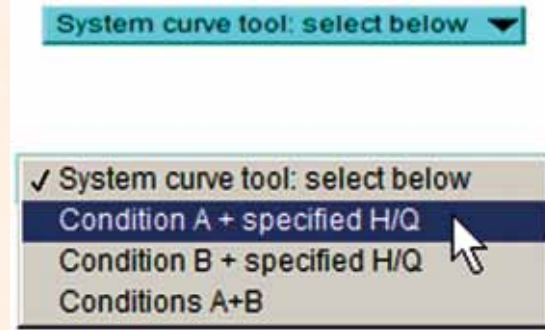 System curve tool: select below
✓ System curve tool: select below
Condition A + specified H/Q
Condition B + specified H/Q
Conditions A+B